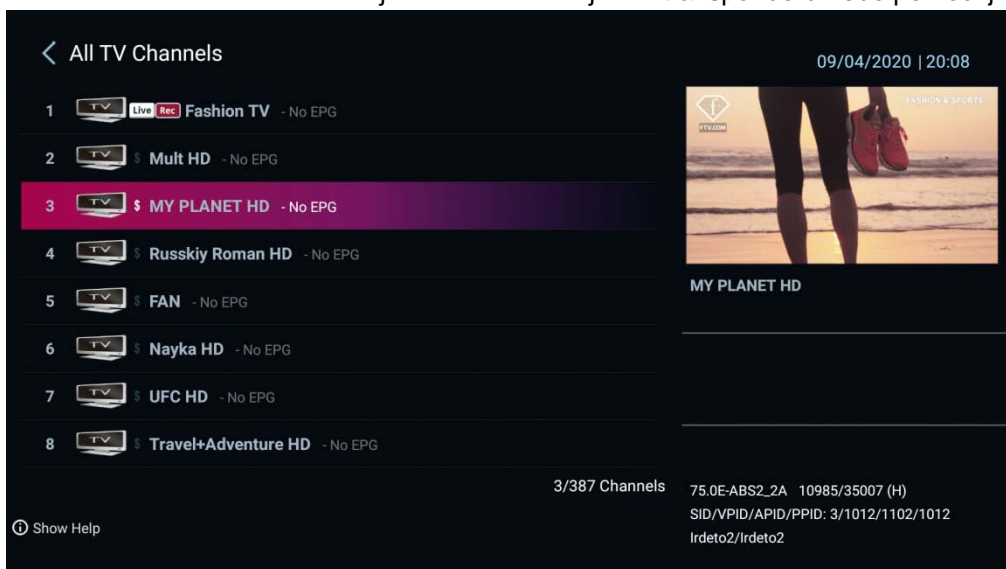 All TV Channels
09/04/2020 | 20:08
1 TV Live Rec Fashion TV - No EPG
2 TV $ Mult HD - No EPG
3 TV $ MY PLANET HD - No EPG
4 TV $ Russkiy Roman HD - No EPG
5 TV $ FAN - No EPG
6 TV $ Nayka HD - No EPG
7 TV $ UFC HD - No EPG
8 TV $ Travel+Adventure HD - No EPG
3/387 Channels
Show Help
FTV.COM
FASHION & SPORTS
MY PLANET HD
75.0E-ABS2_2A 10985/35007 (H)
SID/VPID/APID/PPID: 3/1012/1102/1012
Irdeto2/Irdeto2